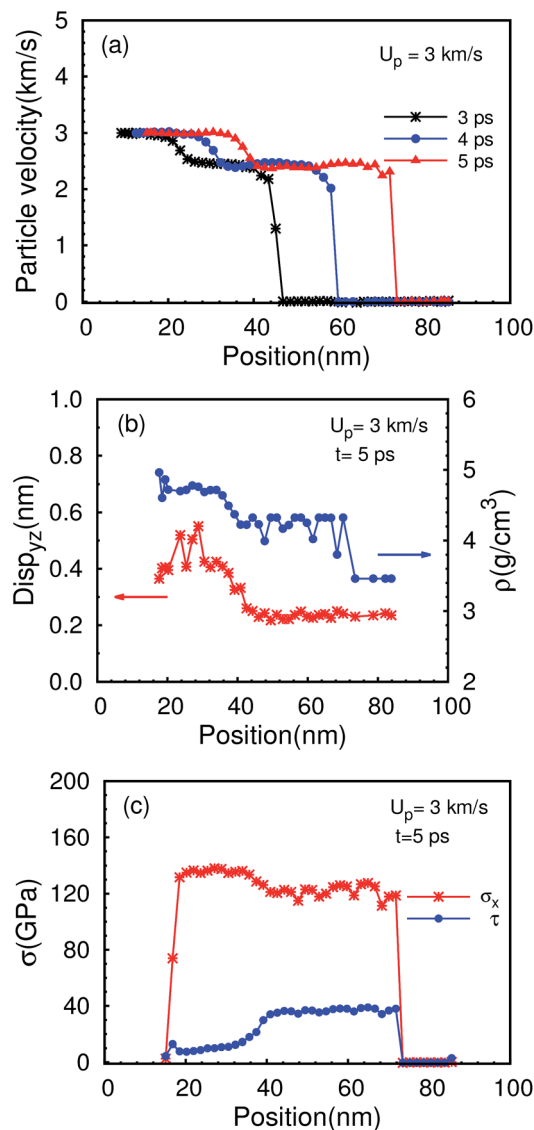 (a)
U_p = 3 km/s
3 ps
4 ps
5 ps
Particle velocity(km/s)
5
4
3
2
1
0
0 20 40 60 80 100
Position(nm)
(b)
U_p= 3 km/s
t= 5 ps
Disp_yz(nm)
1.0
0.8
0.6
0.4
0.2
0.0
ρ(g/cm³)
6
5
4
3
2
0 20 40 60 80 100
Position(nm)
(c)
U_p= 3 km/s
t=5 ps
σ_x
τ
σ(GPa)
200
160
120
80
40
0
0 20 40 60 80 100
Position(nm)